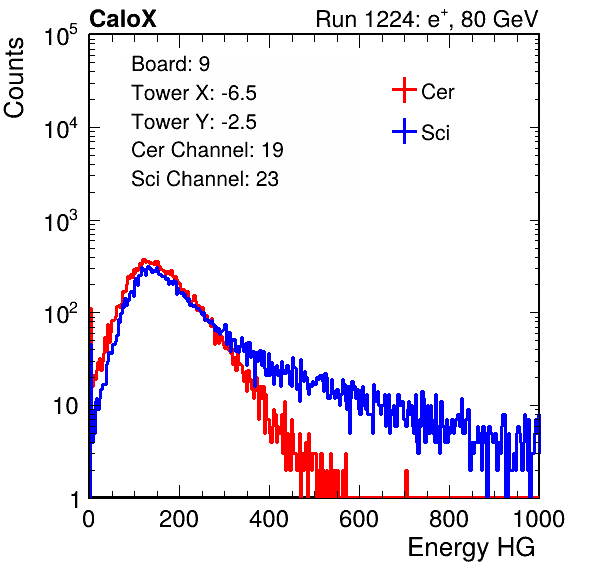 CaloX Run 1224: e⁺, 80 GeV
Counts
10⁵
10⁴
10³
10²
10
1
Board: 9
Tower X: -6.5
Tower Y: -2.5
Cer Channel: 19
Sci Channel: 23
Cer
Sci
0 200 400 600 800 1000
Energy HG